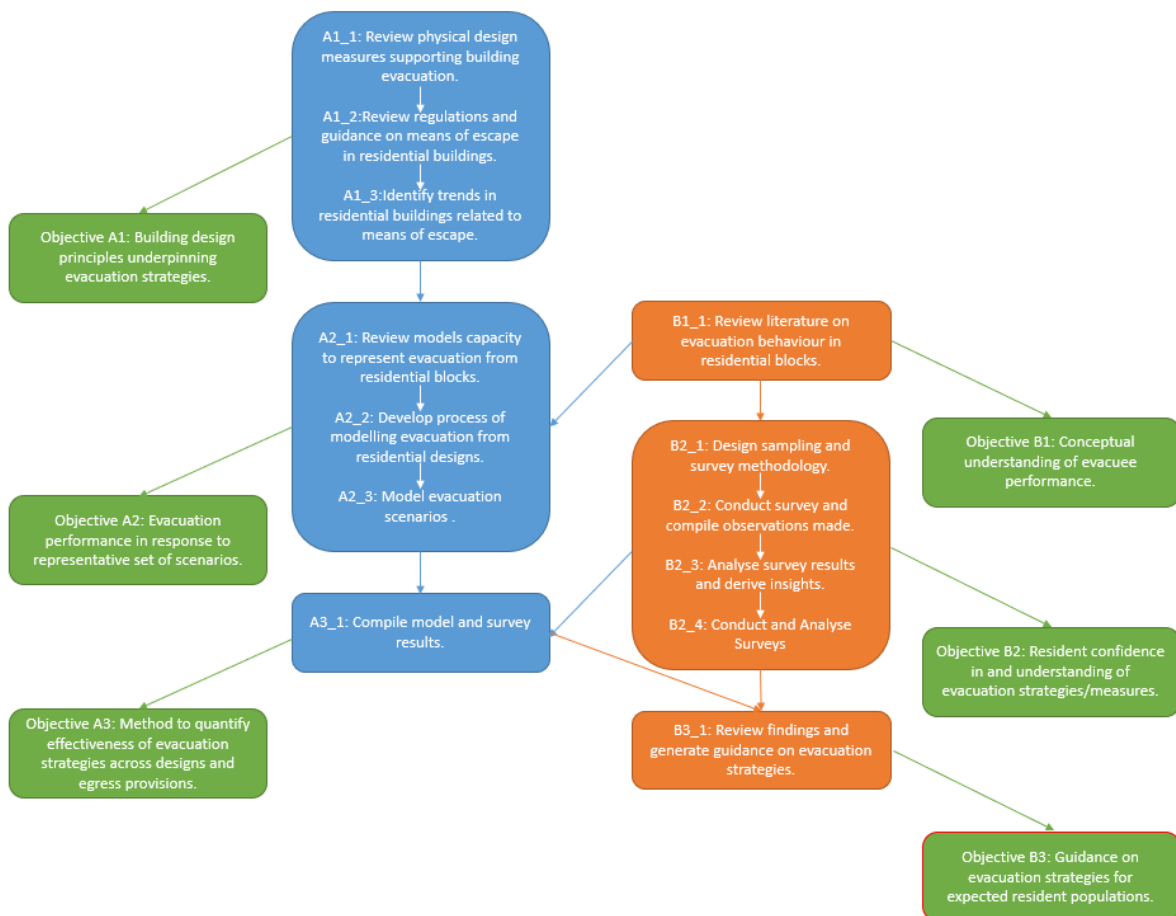 A1_1: Review physical design
measures supporting building
evacuation.
A1_2:Review regulations and
guidance on means of escape
in residential buildings.
A1_3:Identify trends in
residential buildings related to
means of escape.
Objective A1: Building design
principles underpinning
evacuation strategies.
A2_1: Review models capacity
to represent evacuation from
residential blocks.
A2_2: Develop process of
modelling evacuation from
residential designs.
A2_3: Model evacuation
scenarios .
B1_1: Review literature on
evacuation behaviour in
residential blocks.
Objective B1: Conceptual
understanding of evacuee
performance.
Objective A2: Evacuation
performance in response to
representative set of scenarios.
B2_1: Design sampling and
survey methodology.
B2_2: Conduct survey and
compile observations made.
B2_3: Analyse survey results
and derive insights.
B2_4: Conduct and Analyse
Surveys
A3_1: Compile model and survey
results.
Objective B2: Resident confidence
in and understanding of
evacuation strategies/measures.
Objective A3: Method to quantify
effectiveness of evacuation
strategies across designs and
egress provisions.
B3_1: Review findings and
generate guidance on evacuation
strategies.
Objective B3: Guidance on
evacuation strategies for
expected resident populations.